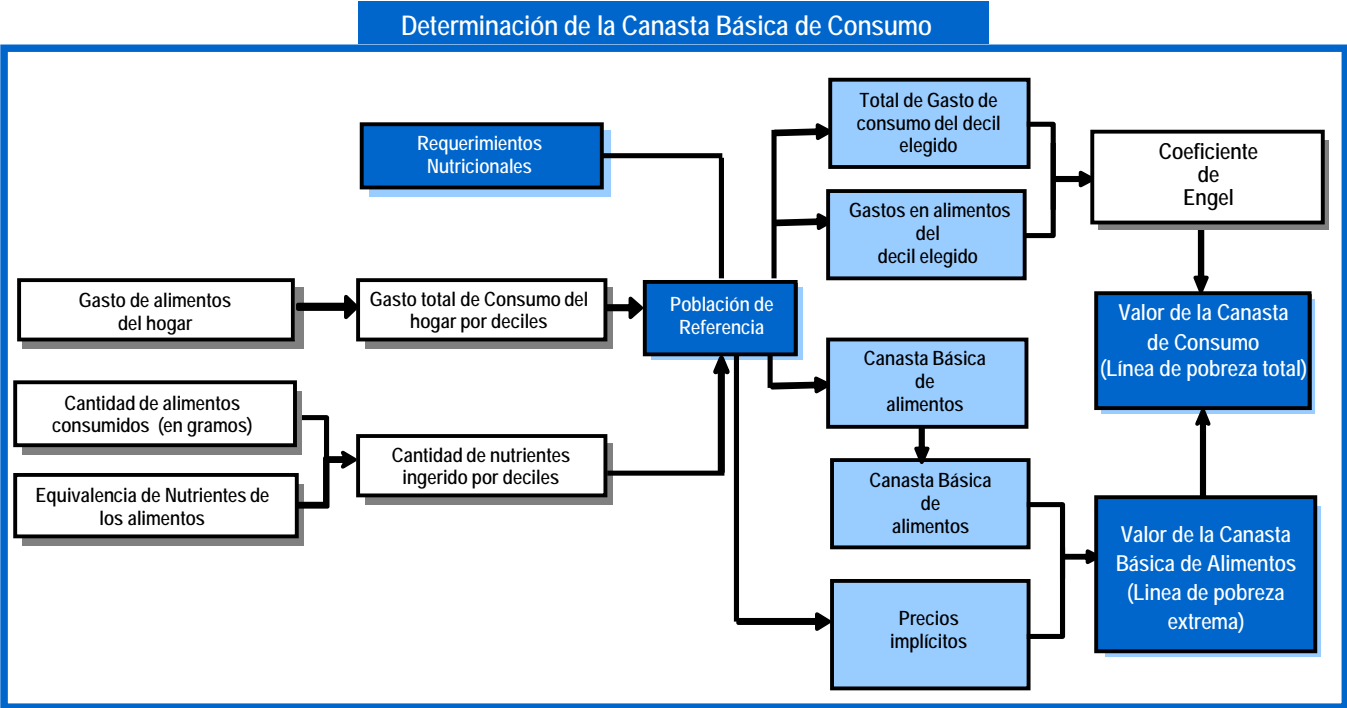 Determinación de la Canasta Básica de Consumo
Requerimientos
Nutricionales
Gasto de alimentos
del hogar
Gasto total de Consumo del
hogar por deciles
Cantidad de alimentos
consumidos (en gramos)
Equivalencia de Nutrientes de
los alimentos
Cantidad de nutrientes
ingerido por deciles
Población de
Referencia
Total de Gasto de
consumo del decil
elegido
Gastos en alimentos
del
decil elegido
Canasta Básica
de
alimentos
Canasta Básica
de
alimentos
Precios
implícitos
Coeficiente
de
Engel
Valor de la Canasta
de Consumo
(Línea de pobreza total)
Valor de la Canasta
Básica de Alimentos
(Linea de pobreza
extrema)